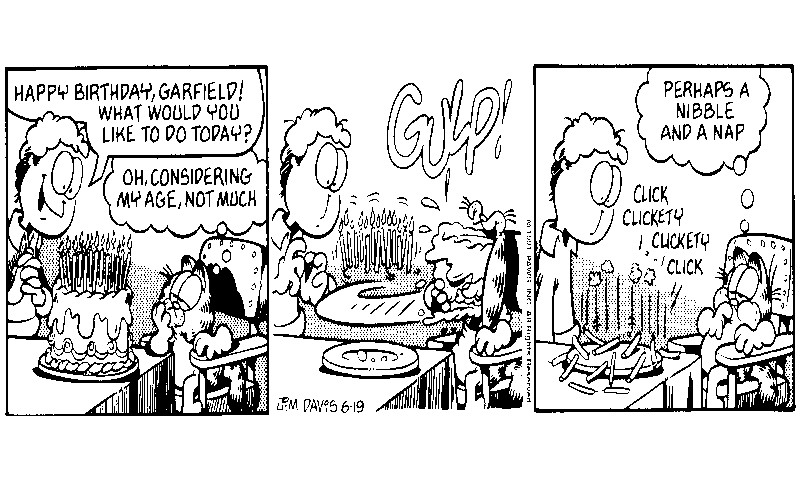 HAPPY BIRTHDAY, GARFIELD!
WHAT WOULD YOU
LIKE TO DO TODAY?
OH, CONSIDERING
MY AGE, NOT MUCH
GULP!
JIM DAVIS 6-19
PERHAPS A
NIBBLE
AND A NAP
CLICK
CLICKETY
CLICKETY
CLICK